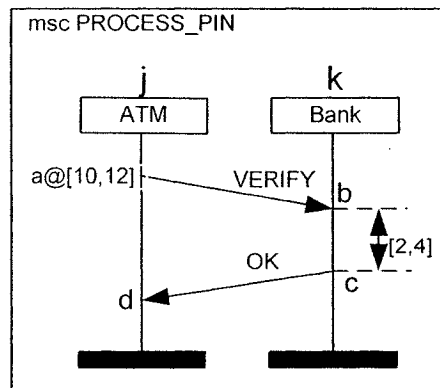 msc PROCESS_PIN
j
k
ATM
Bank
a@[10,12]
VERIFY
b
[2,4]
OK
c
d